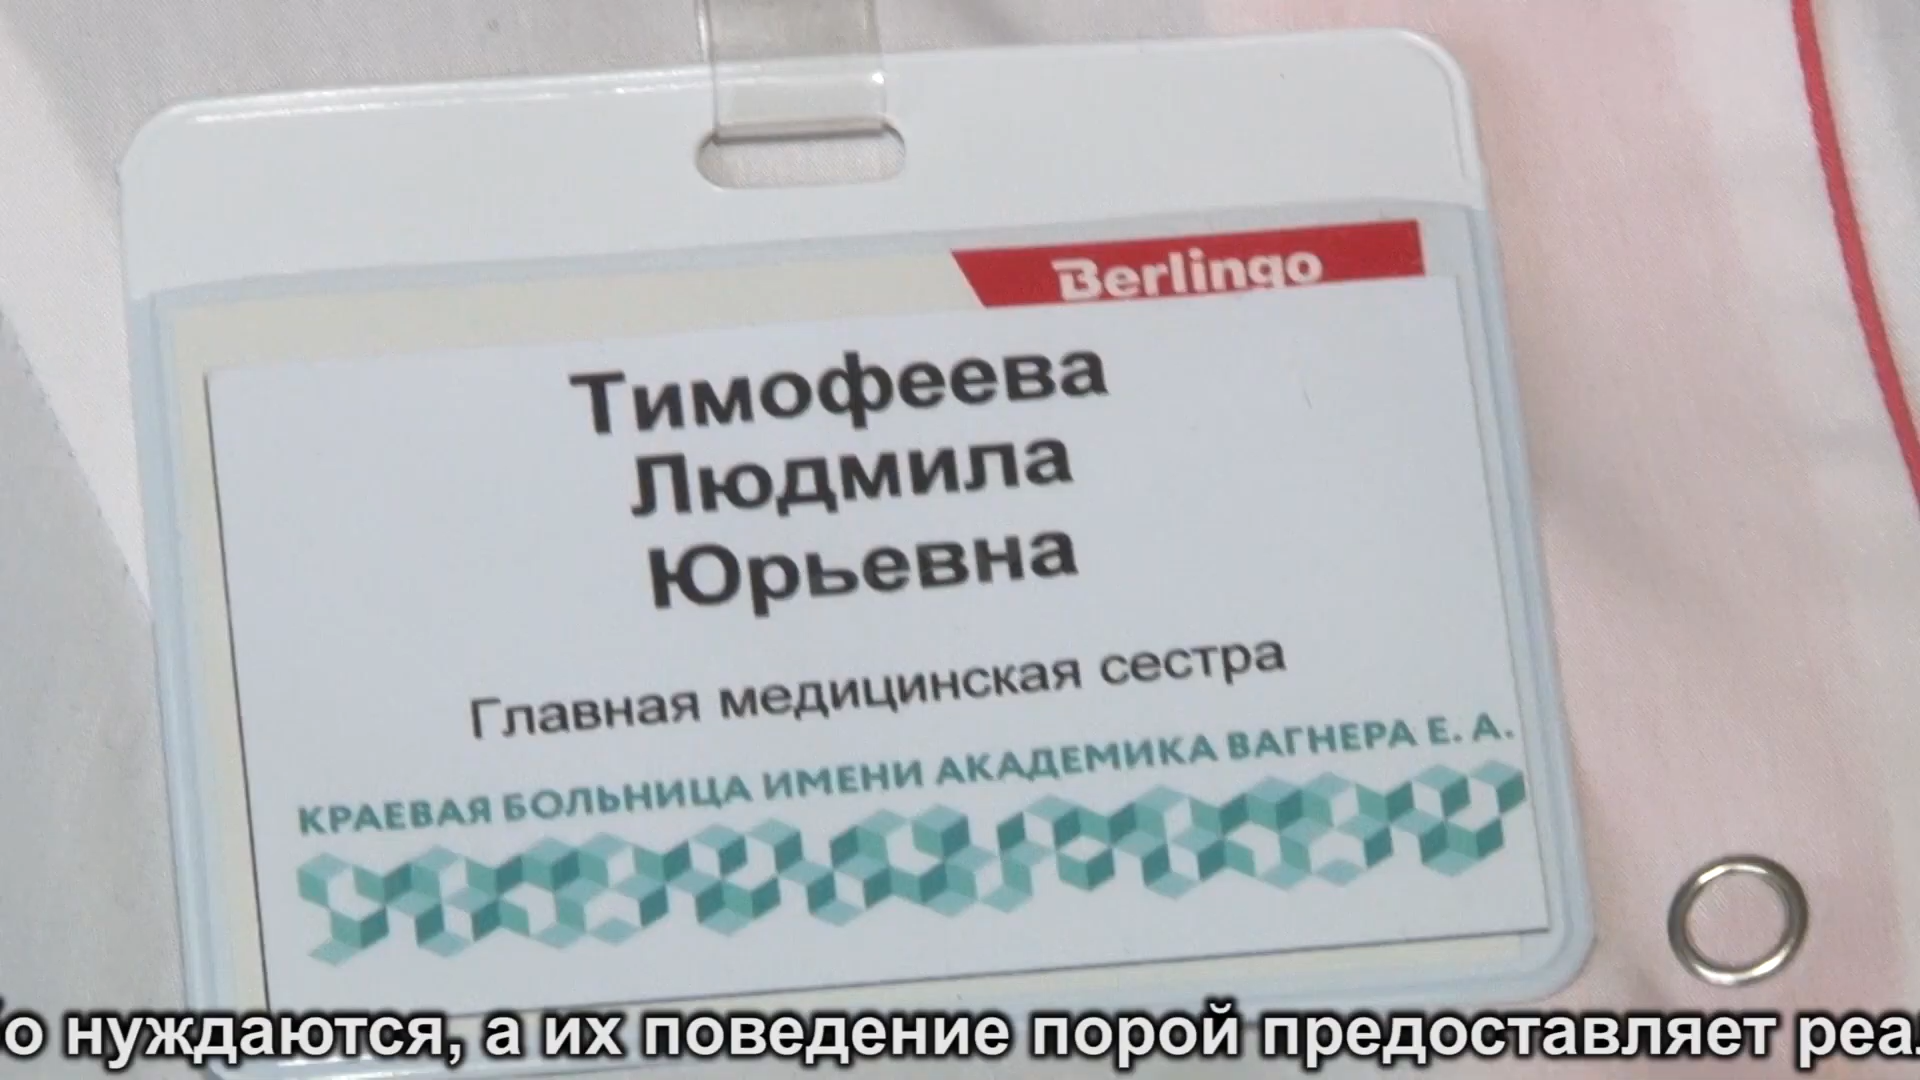 Berlingo
Тимофеева
Людмила
Юрьевна
Главная медицинская сестра
КРАЕВАЯ БОЛЬНИЦА ИМЕНИ АКАДЕМИКА ВАГНЕРА Е. А.
нуждаются, а их поведение порой предоставляет